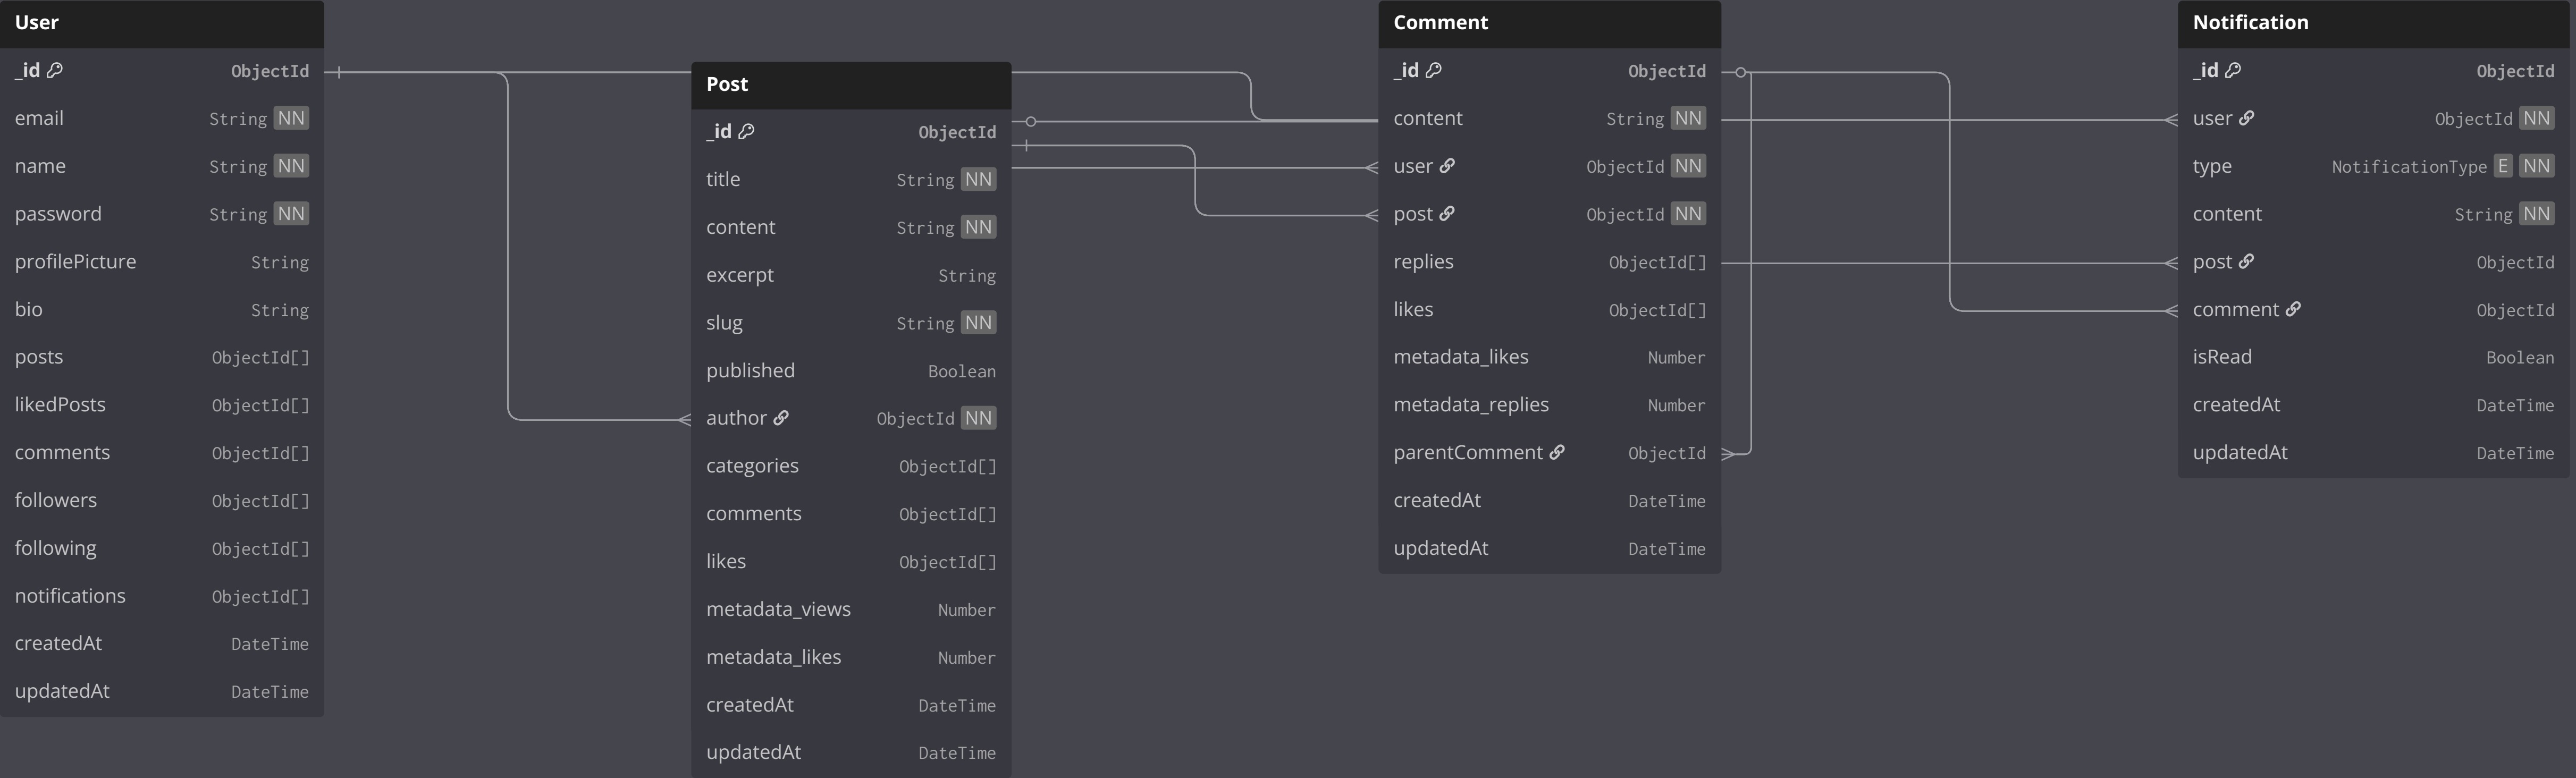 User
_id ObjectId
email String NN
name String NN
password String NN
profilePicture String
bio String
posts ObjectId[]
likedPosts ObjectId[]
comments ObjectId[]
followers ObjectId[]
following ObjectId[]
notifications ObjectId[]
createdAt DateTime
updatedAt DateTime
Post
_id ObjectId
title String NN
content String NN
excerpt String
slug String NN
published Boolean
author ObjectId NN
categories ObjectId[]
comments ObjectId[]
likes ObjectId[]
metadata_views Number
metadata_likes Number
createdAt DateTime
updatedAt DateTime
Comment
_id ObjectId
content String NN
user ObjectId NN
post ObjectId NN
replies ObjectId[]
likes ObjectId[]
metadata_likes Number
metadata_replies Number
parentComment ObjectId
createdAt DateTime
updatedAt DateTime
Notification
_id ObjectId
user ObjectId NN
type NotificationType E NN
content String NN
post ObjectId
comment ObjectId
isRead Boolean
createdAt DateTime
updatedAt DateTime